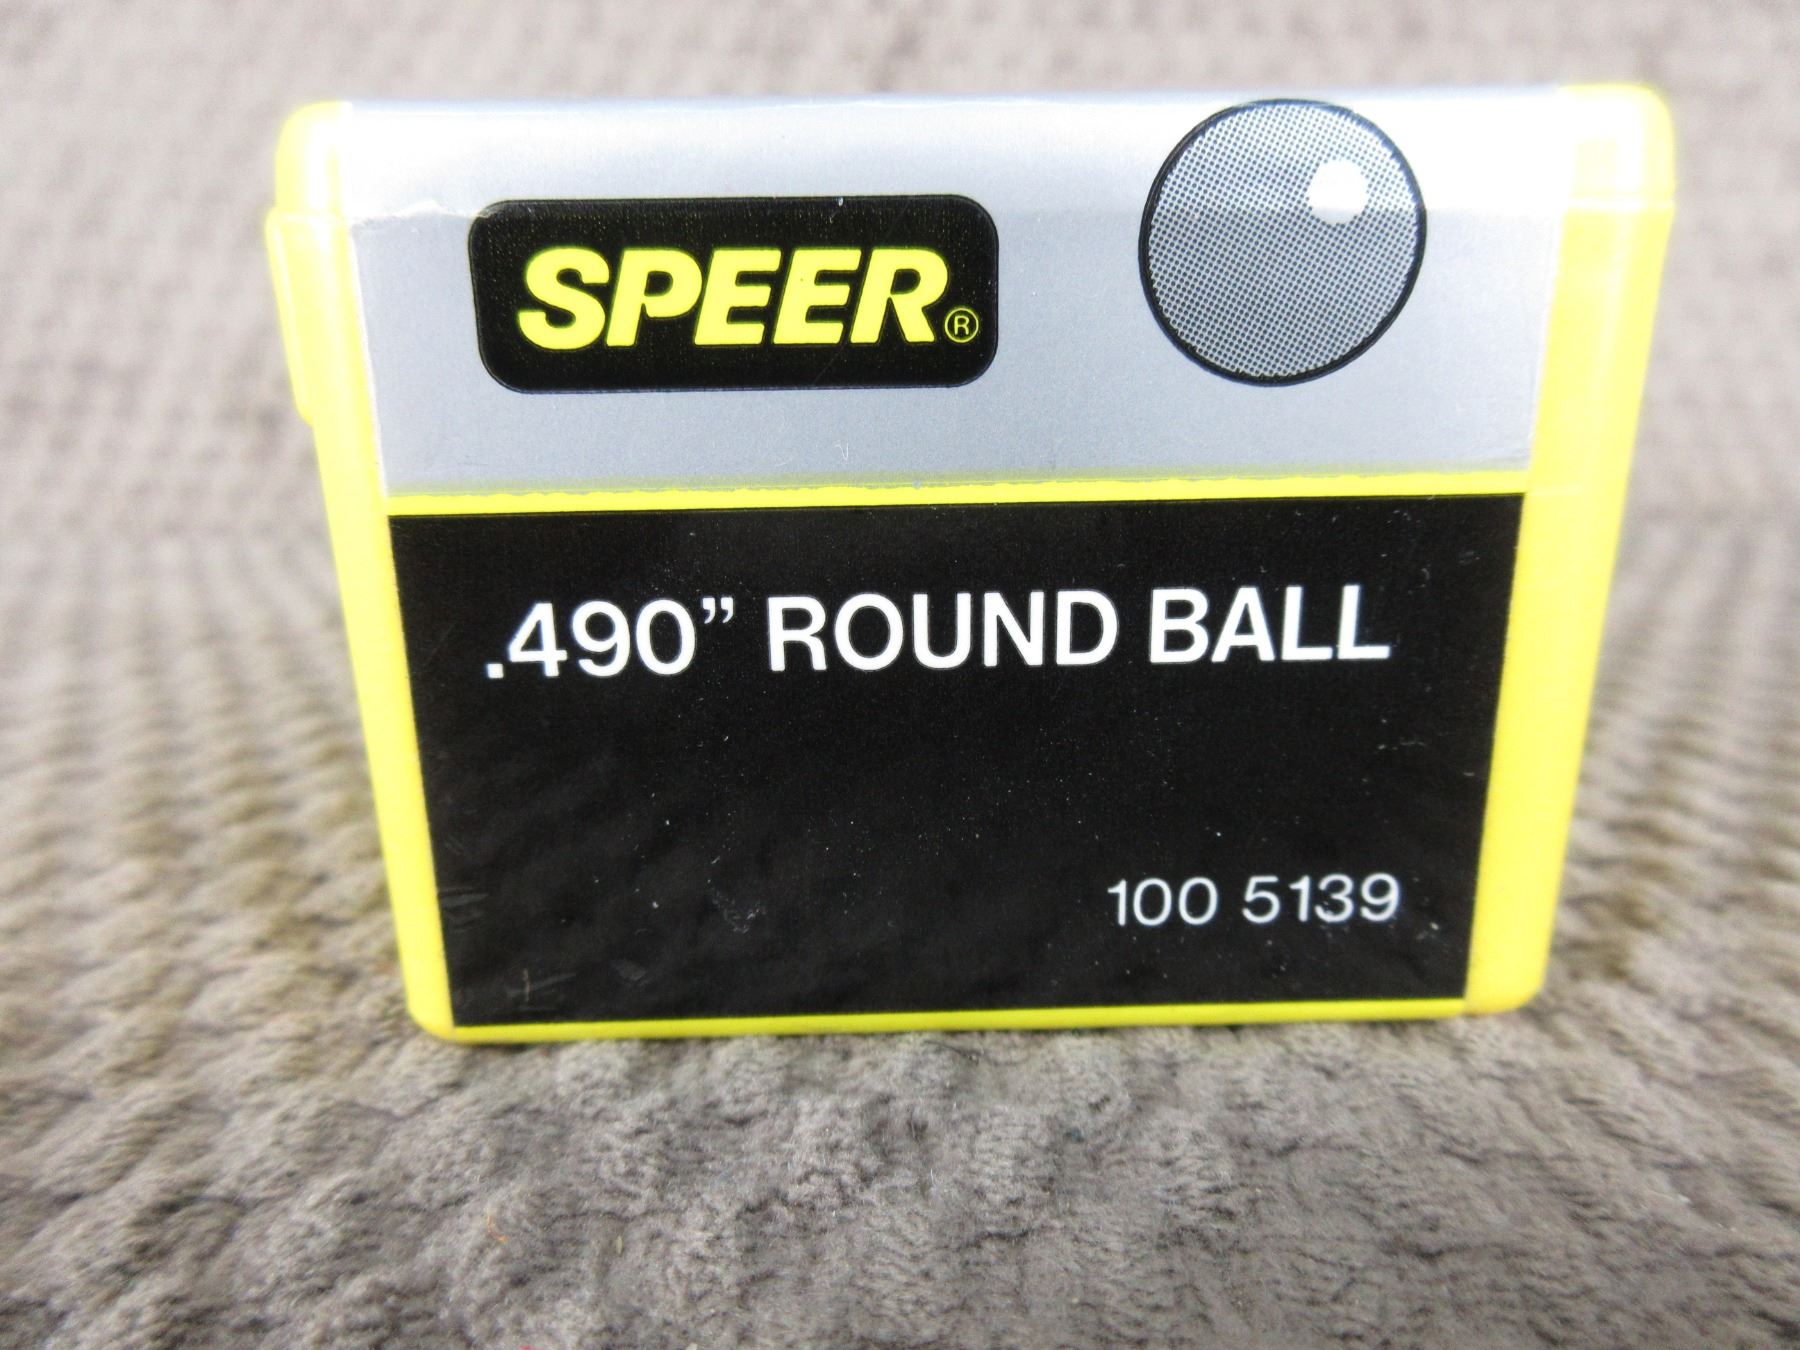 SPEER®
.490” ROUND BALL
100 5139